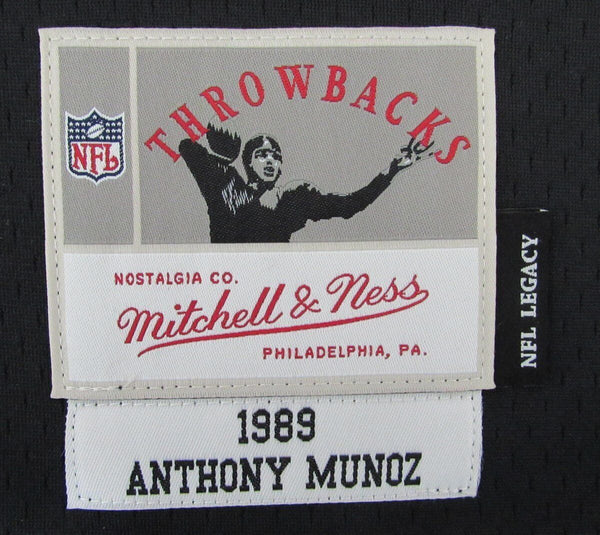 THROWBACKS
NFL
NOSTALGIA CO.
Mitchell & Ness
PHILADELPHIA, PA.
NFL LEGACY
1989
ANTHONY MUNOZ